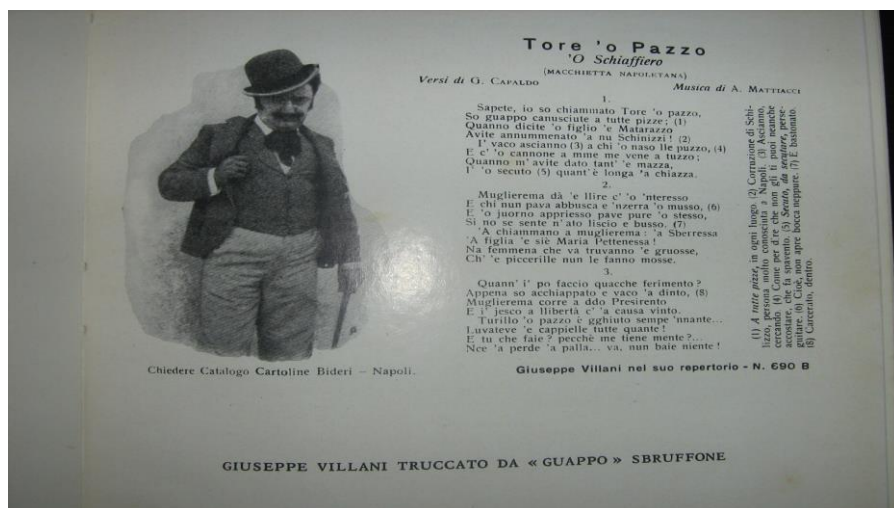 Tore 'o Pazzo
'O Schiaffiero
(MACCHIETTA NAPOLETANA)
Versi di G. CAPALDO
Musica di A. MATTIACCI
1.
Sapete, io so chiammato Tore 'o pazzo,
So guappo canusciute a tutte pizze; (1)
Quanno dicite 'o figlio 'e Matarazzo
Avite annummenato 'a nu Schinizzi! (2)
I' vaco ascianno (3) a chi 'o naso lle puzzo, (4)
E c' 'o cannone a mme me vene a tuzzo;
Quanno m' avite dato tant' 'e mazza,
I' 'o secuto (5) quant'è longa 'a chiazza.
2.
Muglierema dà 'e llire c' 'o 'nteresso
E chi nun pava abbusca e 'nzerra 'o musso, (6)
E 'o juorno appriesso pave pure 'o stesso,
Si no se sente n'ato liscio e busso. (7)
'A chiammano a muglierema: 'a Sberressa
'A figlia 'e siè Maria Pettenessa!
Na femmena che va truvanno 'e gruosse,
Ch' 'e piccerille nun le fanno mosse.
3.
Quann' i' po faccio quacche ferimento?
Appena so acchiappato e vaco 'a dinto, (8)
Muglierema corre a ddo Presirento
E i' jesco a llibertà c' 'a causa vinto.
Turillo 'o pazzo è gghiuto sempe 'nnante...
Luvateve 'e cappielle tutte quante!
E tu che faie? pecchè me tiene mente?...
Nce 'a perde 'a palla... va, nun baie niente!
(1) A tutte pizze, in ogni luogo. (2) Corruzione di Schi-
lizzo, persona molto conosciuta a Napoli. (3) Ascianno,
cercando. (4) Come per d're che non gli ti puoi neanche
accostare, che fa spavento. (5) Secuto, da secutare, perse-
guitare. (6) Cioè, non apre bocca neppure. (7) E bastonato.
(8) Carcerato, dentro.
Chiedere Catalogo Cartoline Bideri – Napoli.
Giuseppe Villani nel suo repertorio - N. 690 B
GIUSEPPE VILLANI TRUCCATO DA « GUAPPO » SBRUFFONE